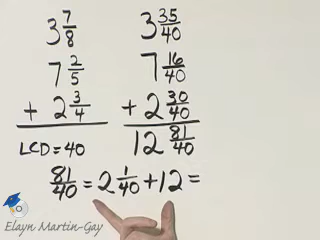 3 7/8 3 35/40
7 2/5 7 16/40
+ 2 3/4 + 2 30/40
LCD = 40 12 81/40
81/40 = 2 1/40 + 12 =
Elayn Martin-Gay